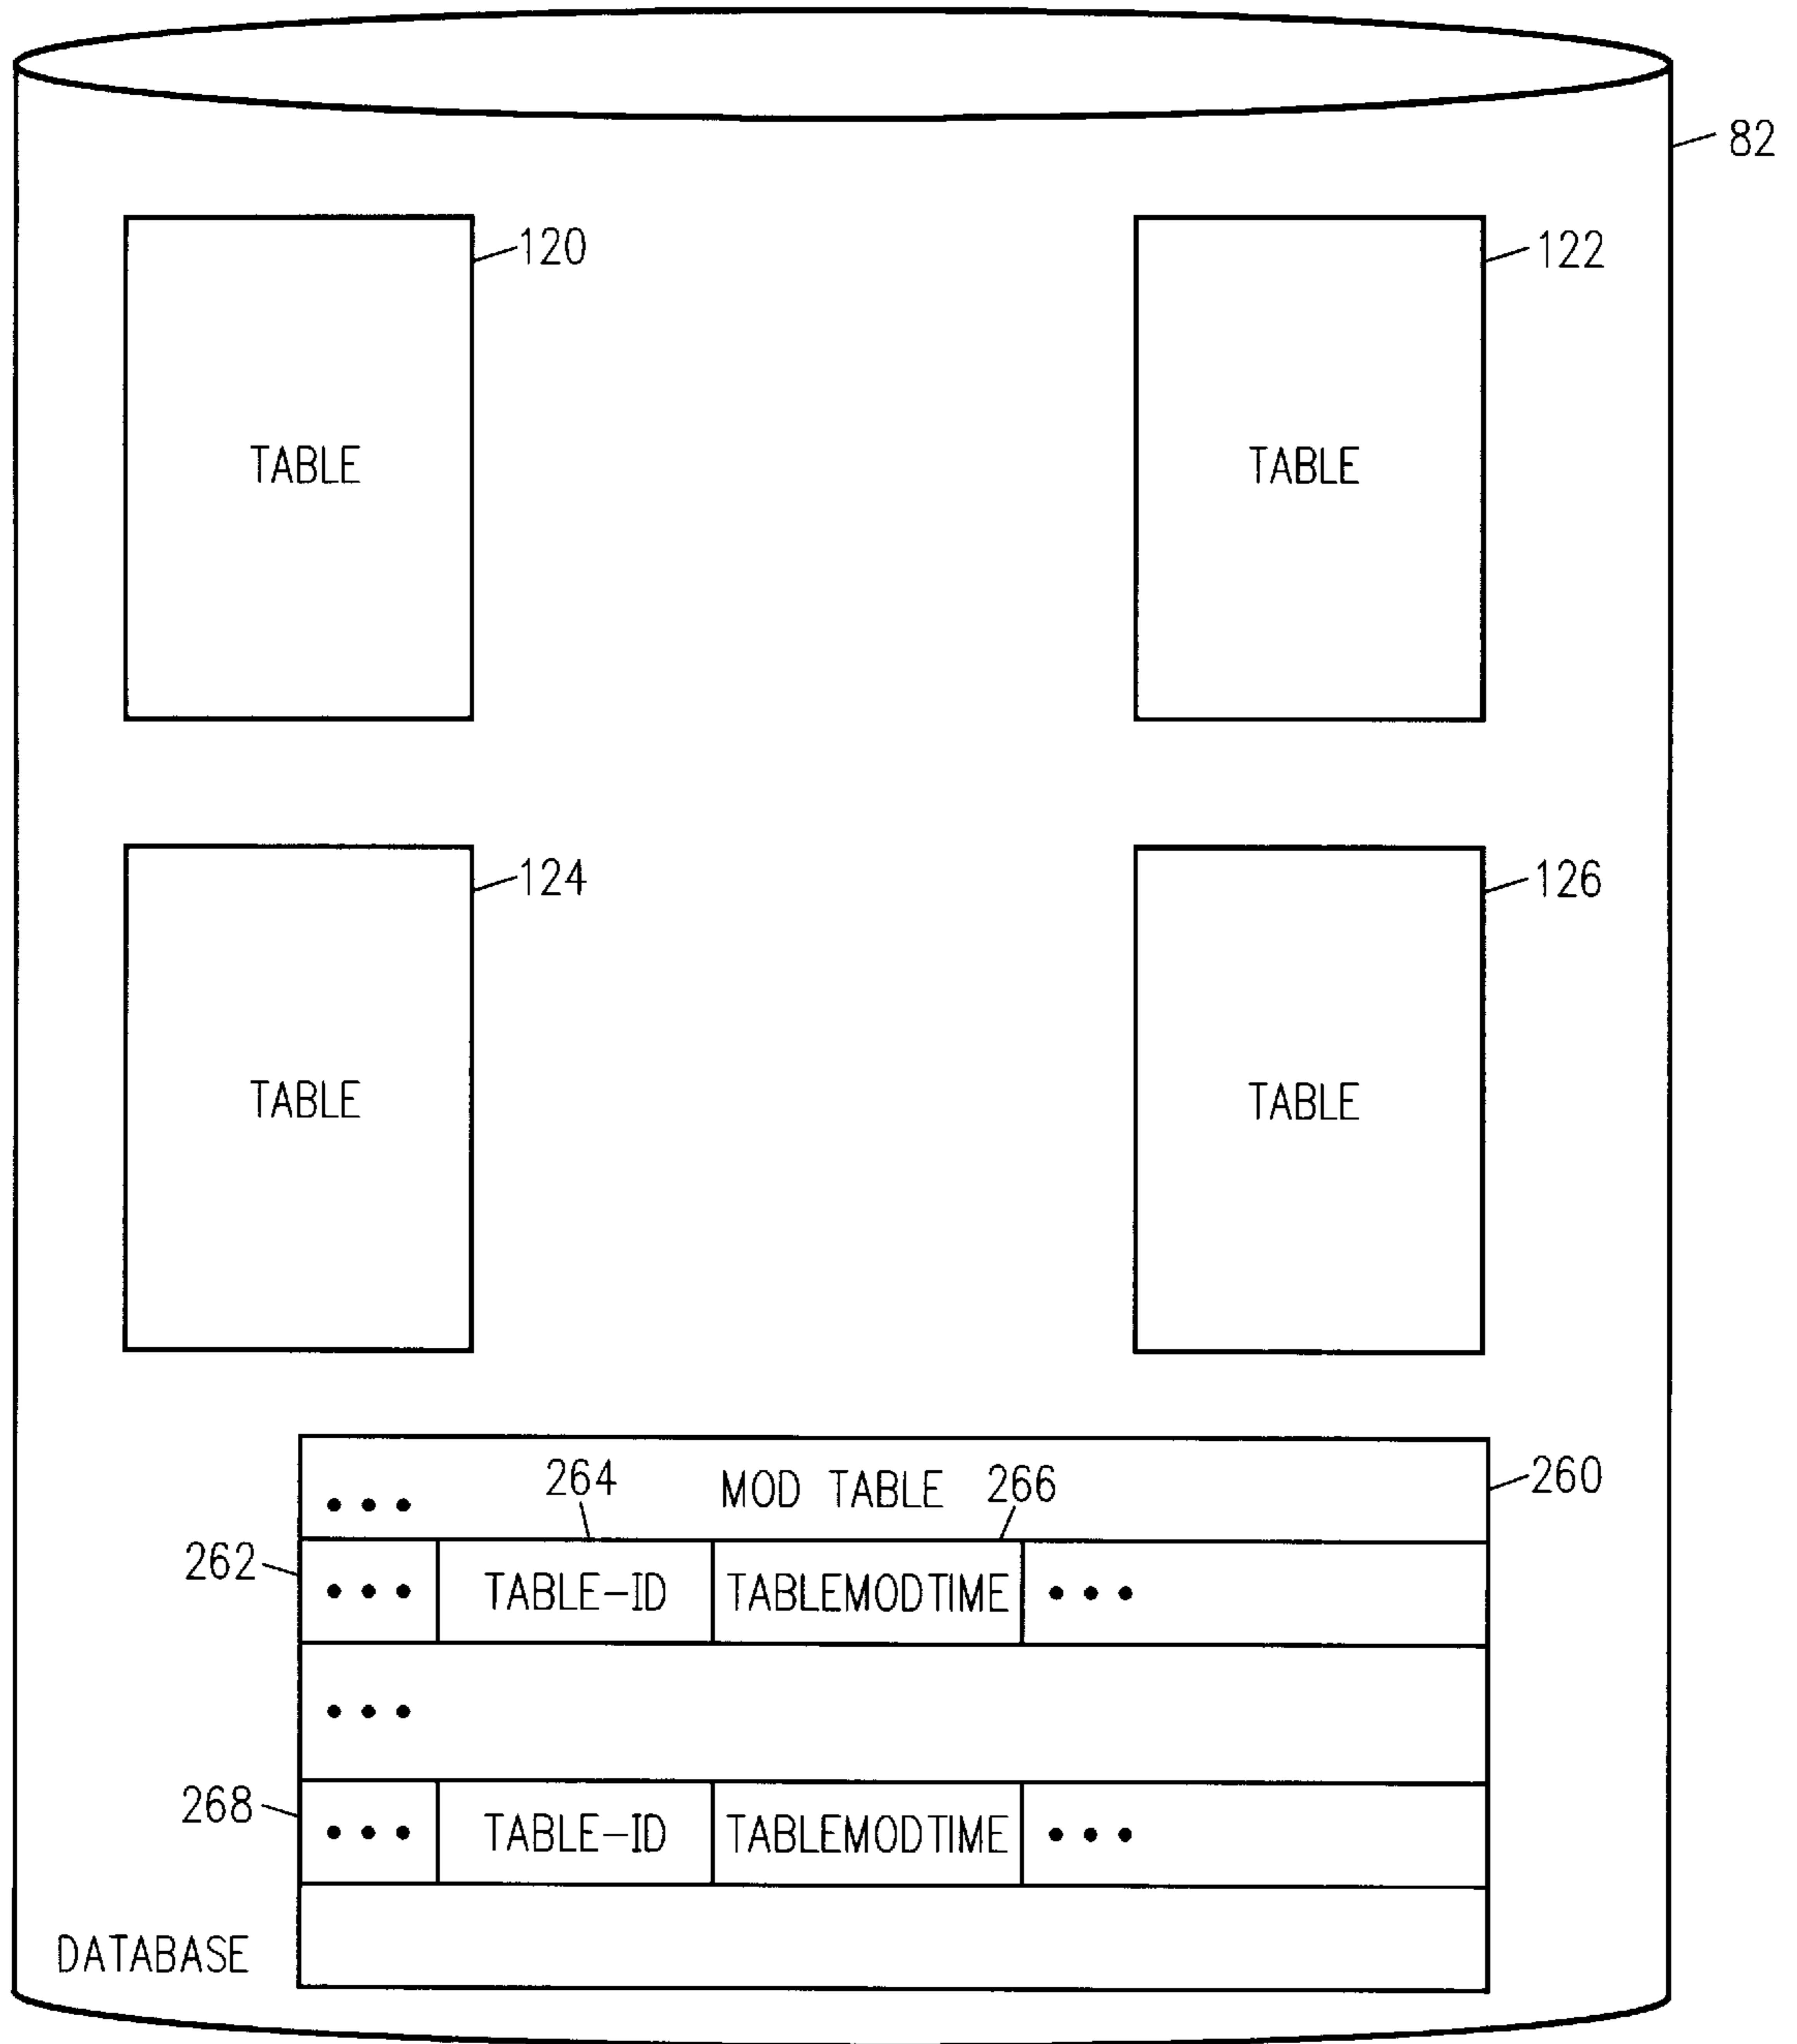 82
120
122
TABLE
TABLE
124
126
TABLE
TABLE
264
MOD TABLE
266
260
•••
262
••• TABLE-ID TABLEMODTIME •••
•••
268
••• TABLE-ID TABLEMODTIME •••
DATABASE